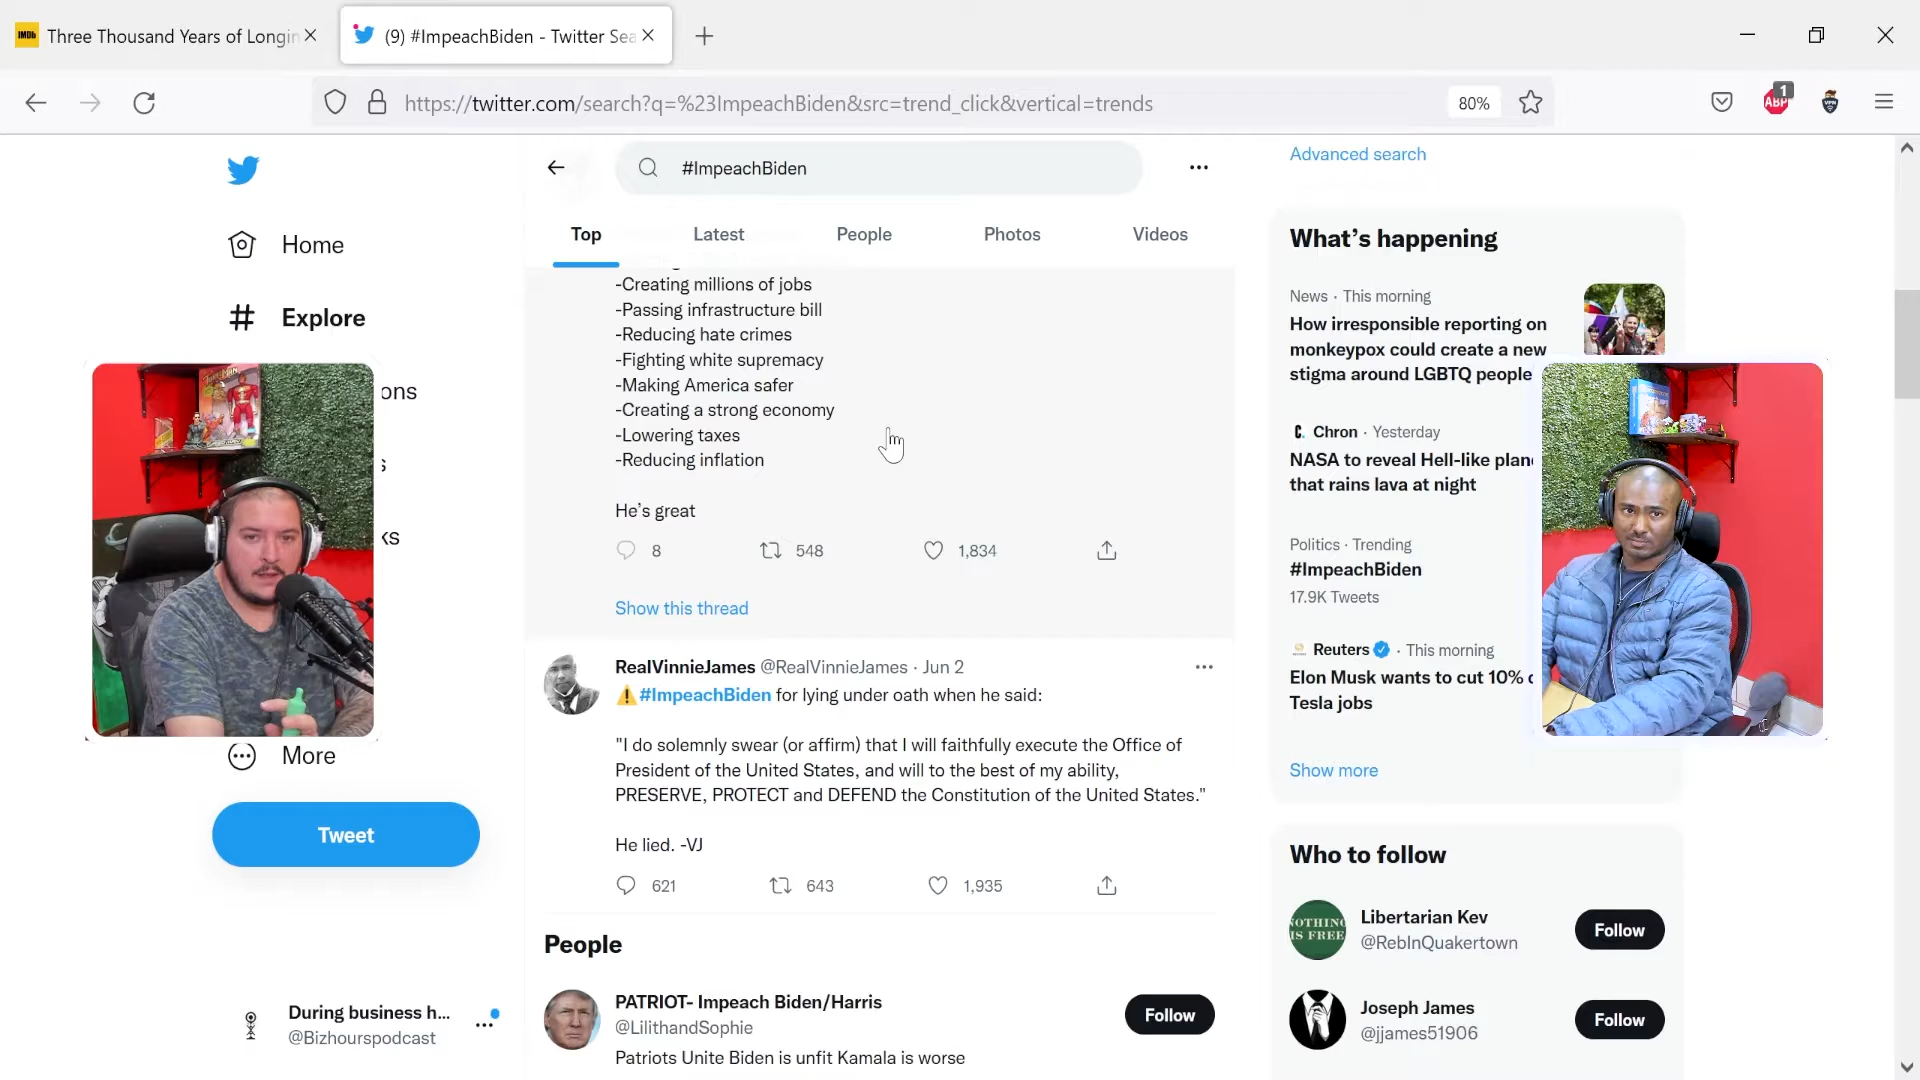 Three Thousand Years of Longin
(9) #ImpeachBiden - Twitter Sea
https://twitter.com/search?q=%23ImpeachBiden&src=trend_click&vertical=trends
80%
ABP
1
VPN
#ImpeachBiden
Top
Latest
People
Photos
Videos
Home
Explore
ons
s
ks
More
Tweet
During business h...
@Bizhourspodcast
-Creating millions of jobs
-Passing infrastructure bill
-Reducing hate crimes
-Fighting white supremacy
-Making America safer
-Creating a strong economy
-Lowering taxes
-Reducing inflation
He’s great
8
548
1,834
Show this thread
RealVinnieJames @RealVinnieJames · Jun 2
⚠️#ImpeachBiden for lying under oath when he said:
"I do solemnly swear (or affirm) that I will faithfully execute the Office of
President of the United States, and will to the best of my ability,
PRESERVE, PROTECT and DEFEND the Constitution of the United States."
He lied. -VJ
621
643
1,935
People
PATRIOT- Impeach Biden/Harris
@LilithandSophie
Follow
Patriots Unite Biden is unfit Kamala is worse
Advanced search
What’s happening
News · This morning
How irresponsible reporting on
monkeypox could create a new
stigma around LGBTQ people
Chron · Yesterday
NASA to reveal Hell-like plan
that rains lava at night
Politics · Trending
#ImpeachBiden
17.9K Tweets
Reuters · This morning
Elon Musk wants to cut 10% o
Tesla jobs
Show more
Who to follow
NOTHING
IS FREE
Libertarian Kev
@RebInQuakertown
Follow
Joseph James
@jjames51906
Follow